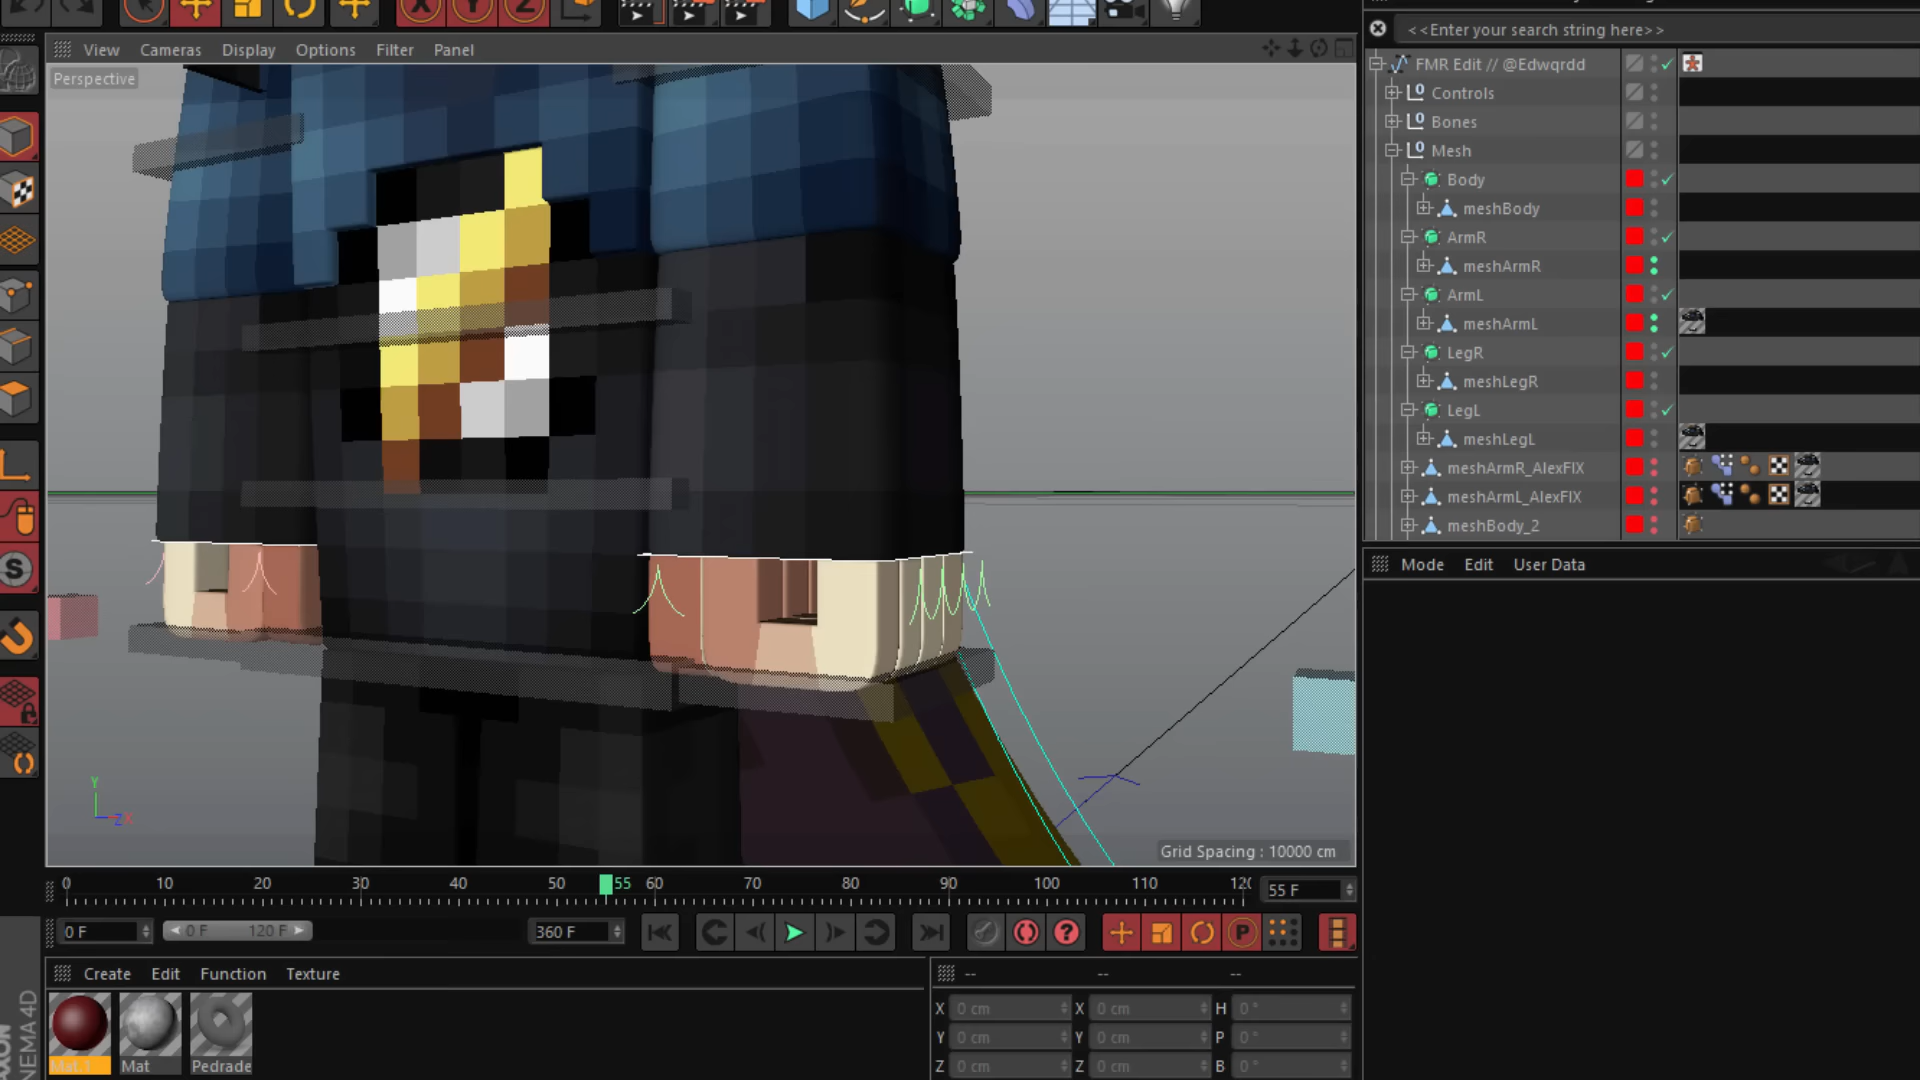 <<Enter your search string here>>
View Cameras Display Options Filter Panel
Perspective
FMR Edit // @Edwqrdd
Controls
Bones
Mesh
Body
meshBody
ArmR
meshArmR
ArmL
meshArmL
LegR
meshLegR
LegL
meshLegL
meshArmR_AlexFIX
meshArmL_AlexFIX
meshBody_2
Mode Edit User Data
Y
ZX
Grid Spacing : 10000 cm
0 10 20 30 40 50 55 60 70 80 90 100 110 120 55 F
0 F 0 F 120 F 360 F
Create Edit Function Texture
-- -- --
X 0 cm X 0 cm H 0 °
Y 0 cm Y 0 cm P 0 °
Z 0 cm Z 0 cm B 0 °
Mat.1 Mat Pedrade